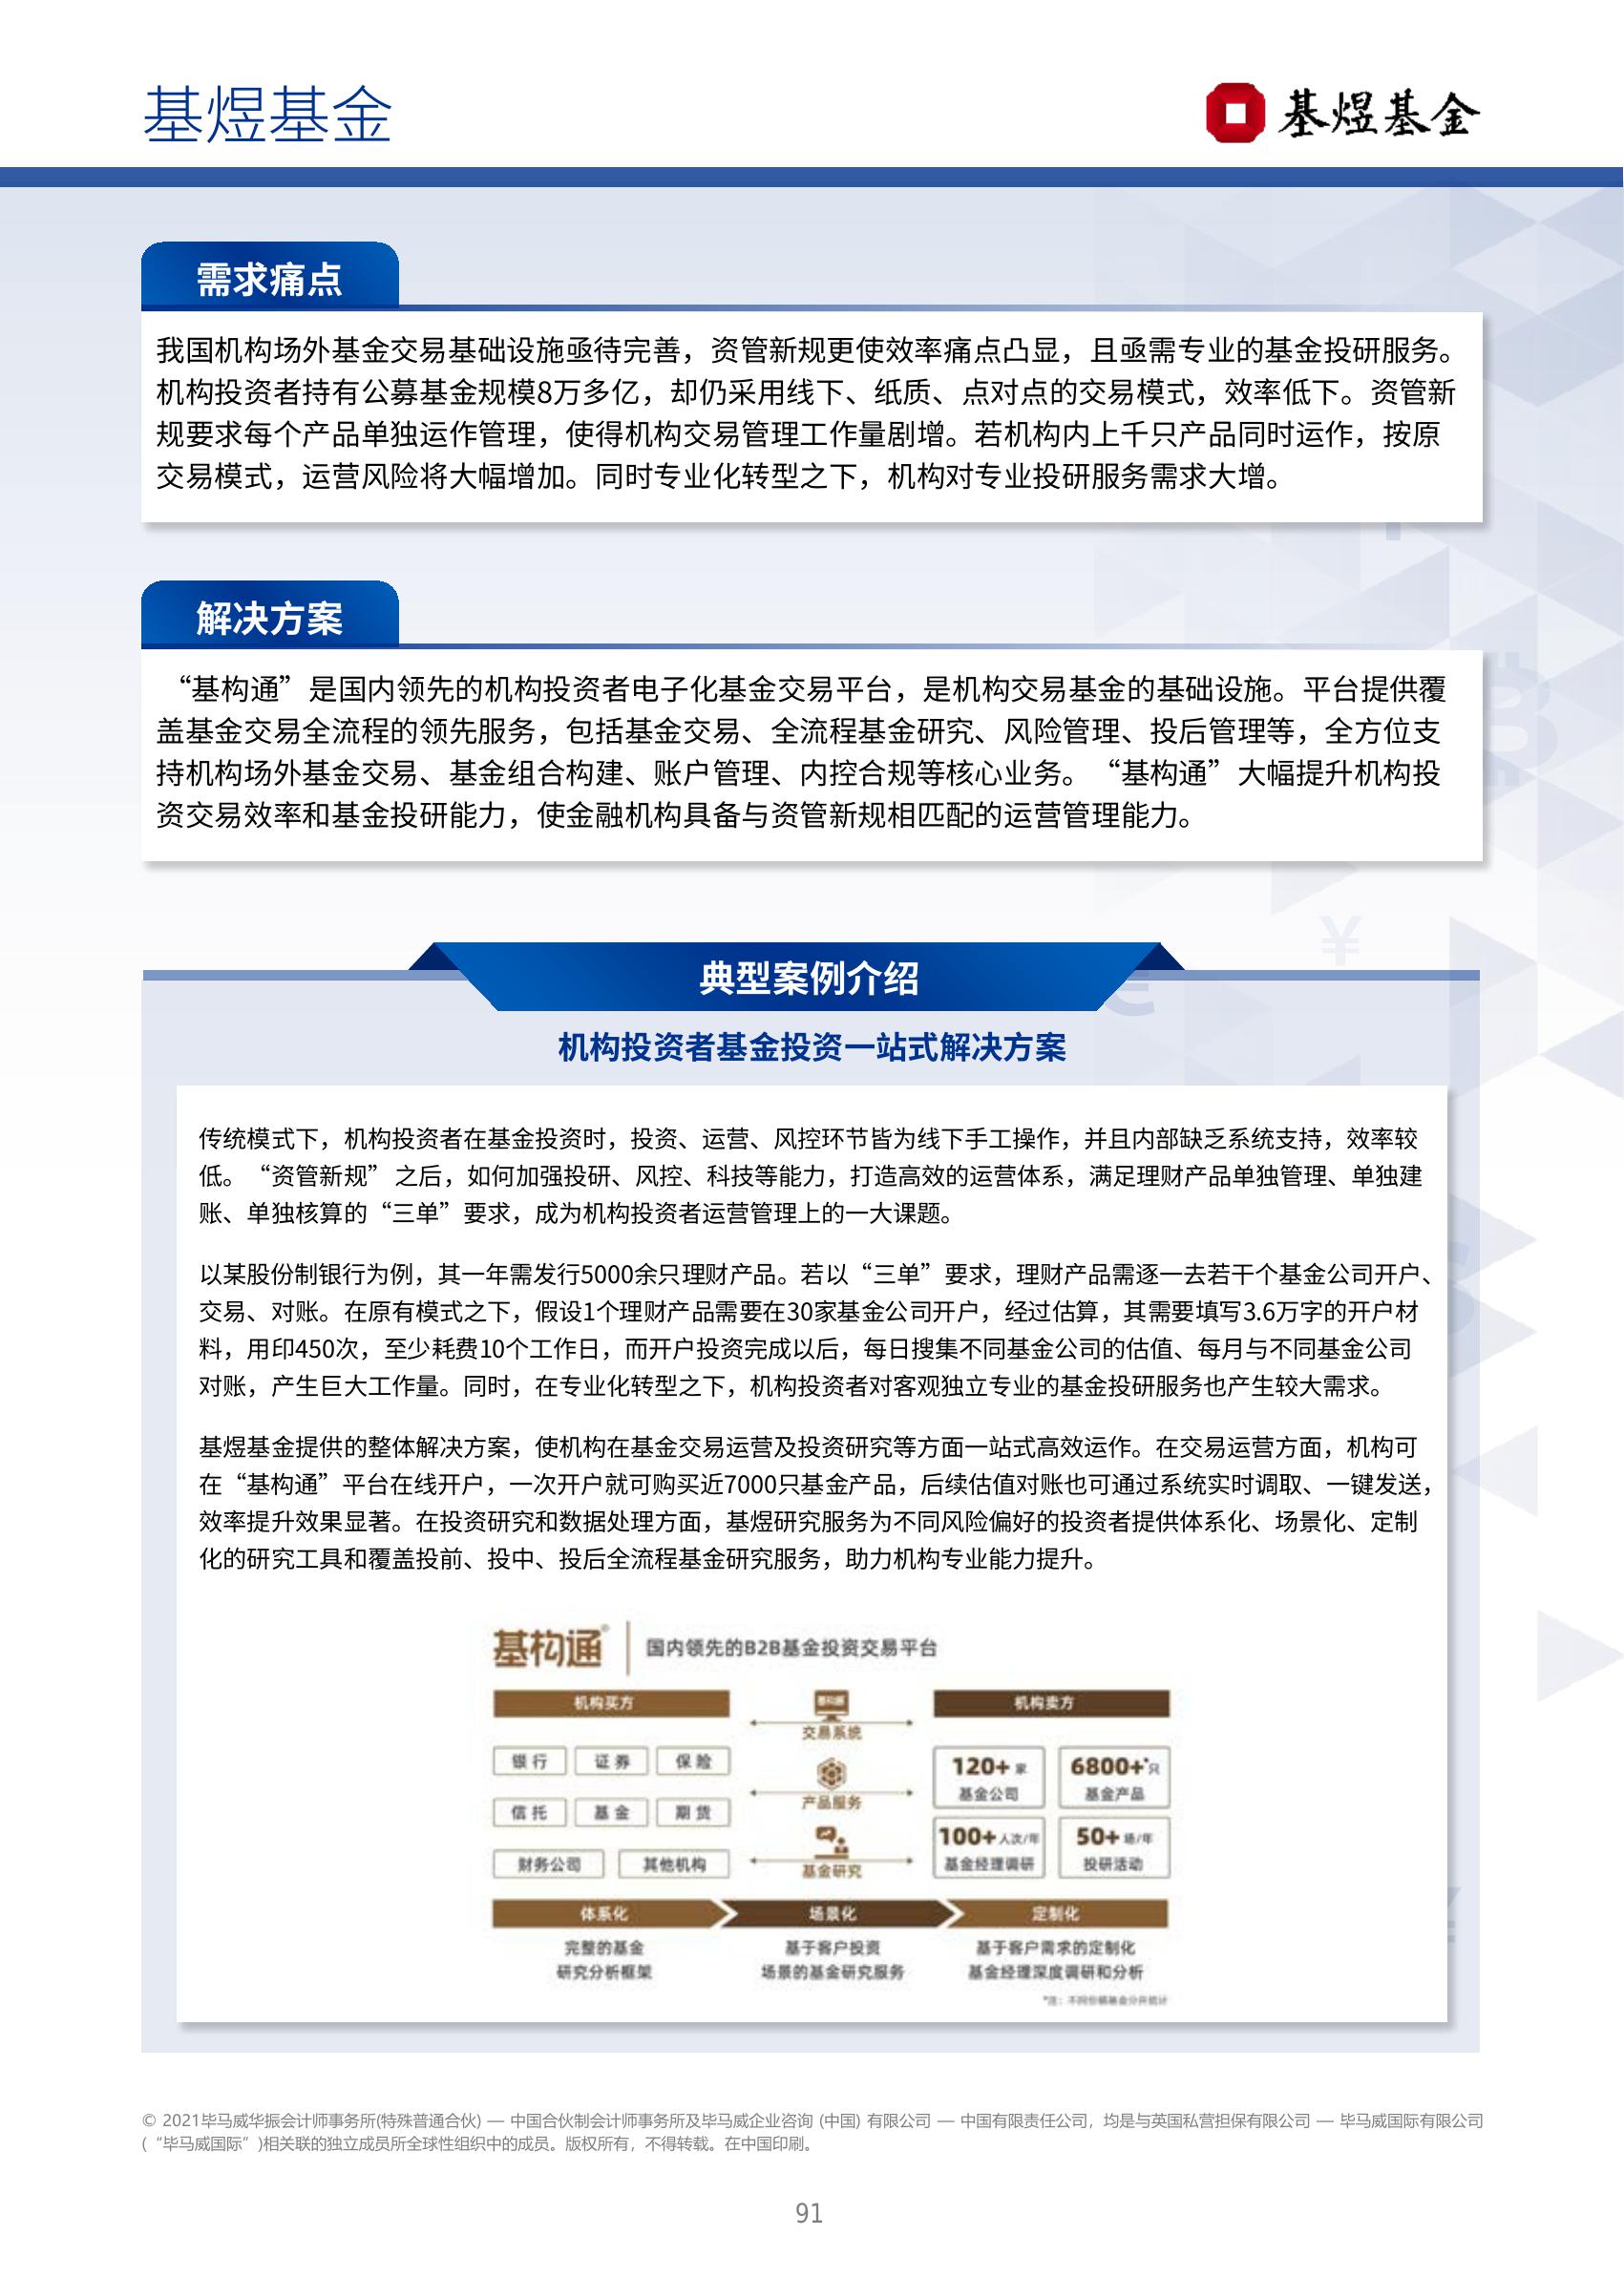 基煜基金
基煜基金
需求痛点
我国机构场外基金交易基础设施亟待完善，资管新规更使效率痛点凸显，且亟需专业的基金投研服务。
机构投资者持有公募基金规模8万多亿，却仍采用线下、纸质、点对点的交易模式，效率低下。资管新
规要求每个产品单独运作管理，使得机构交易管理工作量剧增。若机构内上千只产品同时运作，按原
交易模式，运营风险将大幅增加。同时专业化转型之下，机构对专业投研服务需求大增。
解决方案
“基构通”是国内领先的机构投资者电子化基金交易平台，是机构交易基金的基础设施。平台提供覆
盖基金交易全流程的领先服务，包括基金交易、全流程基金研究、风险管理、投后管理等，全方位支
持机构场外基金交易、基金组合构建、账户管理、内控合规等核心业务。“基构通”大幅提升机构投
资交易效率和基金投研能力，使金融机构具备与资管新规相匹配的运营管理能力。
典型案例介绍
机构投资者基金投资一站式解决方案
传统模式下，机构投资者在基金投资时，投资、运营、风控环节皆为线下手工操作，并且内部缺乏系统支持，效率较
低。“资管新规”之后，如何加强投研、风控、科技等能力，打造高效的运营体系，满足理财产品单独管理、单独建
账、单独核算的“三单”要求，成为机构投资者运营管理上的一大课题。
以某股份制银行为例，其一年需发行5000余只理财产品。若以“三单”要求，理财产品需逐一去若干个基金公司开户、
交易、对账。在原有模式之下，假设1个理财产品需要在30家基金公司开户，经过估算，其需要填写3.6万字的开户材
料，用印450次，至少耗费10个工作日，而开户投资完成以后，每日搜集不同基金公司的估值、每月与不同基金公司
对账，产生巨大工作量。同时，在专业化转型之下，机构投资者对客观独立专业的基金投研服务也产生较大需求。
基煜基金提供的整体解决方案，使机构在基金交易运营及投资研究等方面一站式高效运作。在交易运营方面，机构可
在“基构通”平台在线开户，一次开户就可购买近7000只基金产品，后续估值对账也可通过系统实时调取、一键发送，
效率提升效果显著。在投资研究和数据处理方面，基煜研究服务为不同风险偏好的投资者提供体系化、场景化、定制
化的研究工具和覆盖投前、投中、投后全流程基金研究服务，助力机构专业能力提升。
基构通® 国内领先的B2B基金投资交易平台
机构买方 机构卖方
交易系统
银行 证券 保险 120+家 6800+*只
产品服务 基金公司 基金产品
信托 基金 期货
100+人次/年 50+场/年
财务公司 其他机构 基金研究 基金经理调研 投研活动
体系化 场景化 定制化
完整的基金 基于客户投资 基于客户需求的定制化
研究分析框架 场景的基金研究服务 基金经理深度调研和分析
*注：不同份额基金分开统计
© 2021毕马威华振会计师事务所(特殊普通合伙) — 中国合伙制会计师事务所及毕马威企业咨询 (中国) 有限公司 — 中国有限责任公司，均是与英国私营担保有限公司 — 毕马威国际有限公司
(“毕马威国际”)相关联的独立成员所全球性组织中的成员。版权所有，不得转载。在中国印刷。
91